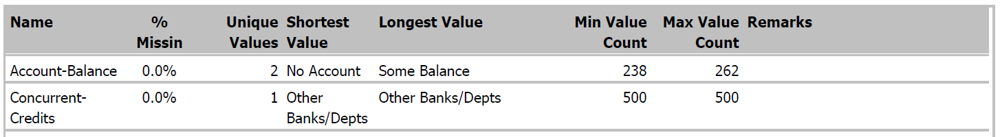 Name % Unique Shortest Longest Value Min Value Max Value Remarks
Missin Values Value Count Count
Account-Balance 0.0% 2 No Account Some Balance 238 262
Concurrent- 0.0% 1 Other Other Banks/Depts 500 500
Credits Banks/Depts